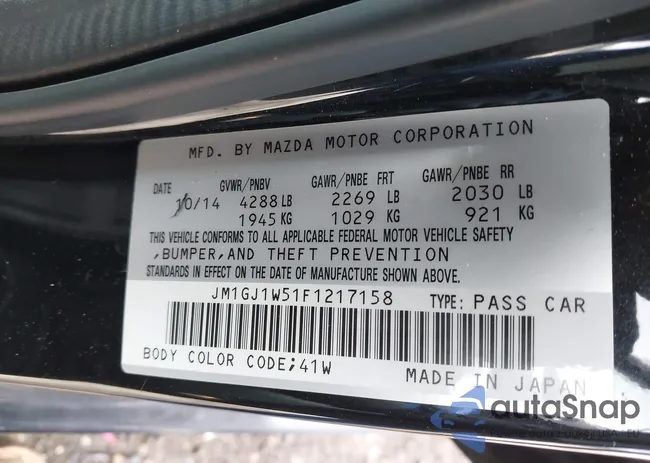 MFD. BY MAZDA MOTOR CORPORATION
DATE GVWR/PNBV GAWR/PNBE FRT GAWR/PNBE RR
10/14 4288 LB 2269 LB 2030 LB
1945 KG 1029 KG 921 KG
THIS VEHICLE CONFORMS TO ALL APPLICABLE FEDERAL MOTOR VEHICLE SAFETY
,BUMPER,AND THEFT PREVENTION
STANDARDS IN EFFECT ON THE DATE OF MANUFACTURE SHOWN ABOVE.
JM1GJ1W51F1217158 TYPE: PASS CAR
BODY COLOR CODE;41W MADE IN JAPAN
autoSnap